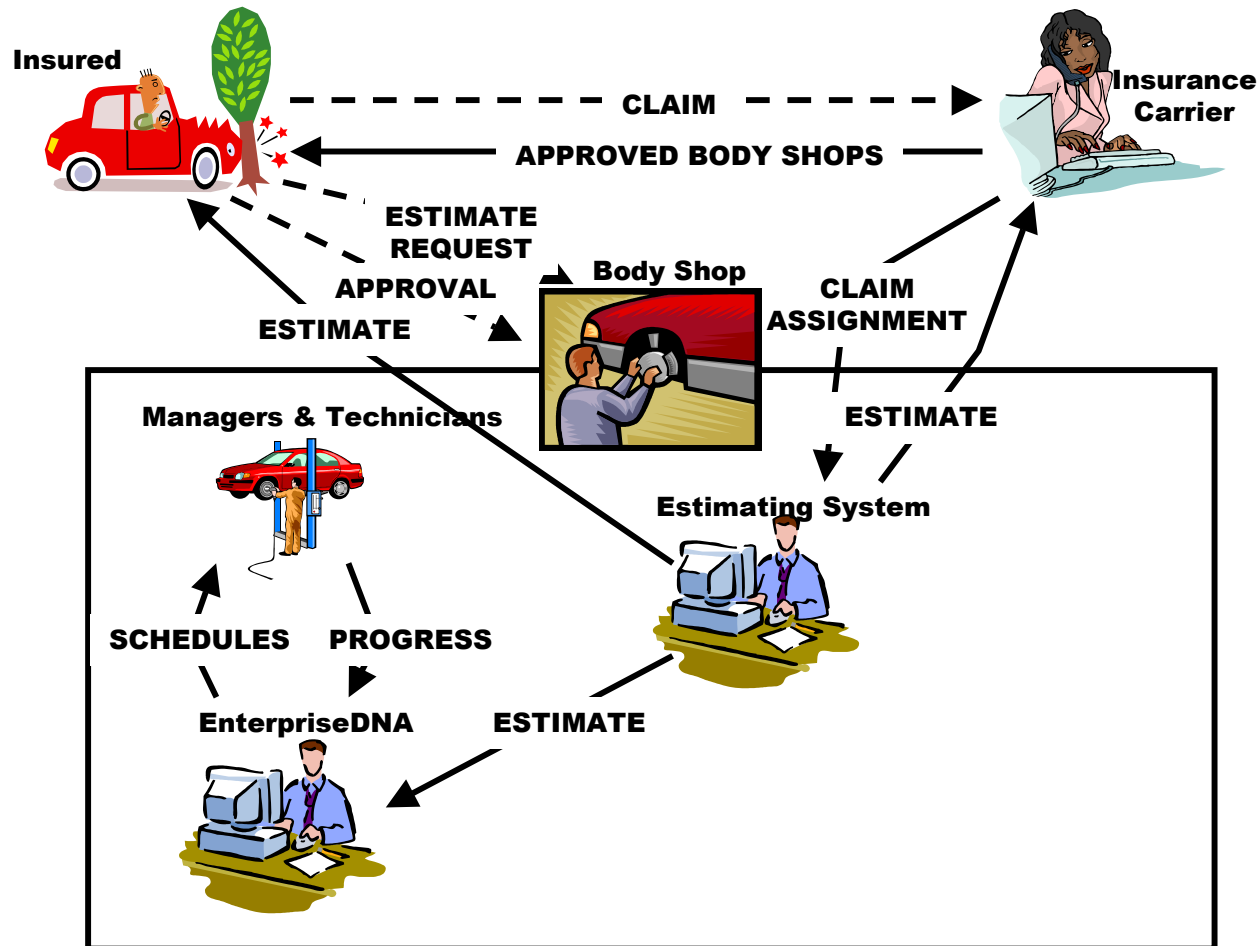 Insured
CLAIM
Insurance
Carrier
APPROVED BODY SHOPS
ESTIMATE
REQUEST
Body Shop
APPROVAL
CLAIM
ASSIGNMENT
ESTIMATE
Managers & Technicians
ESTIMATE
Estimating System
SCHEDULES
PROGRESS
EnterpriseDNA
ESTIMATE